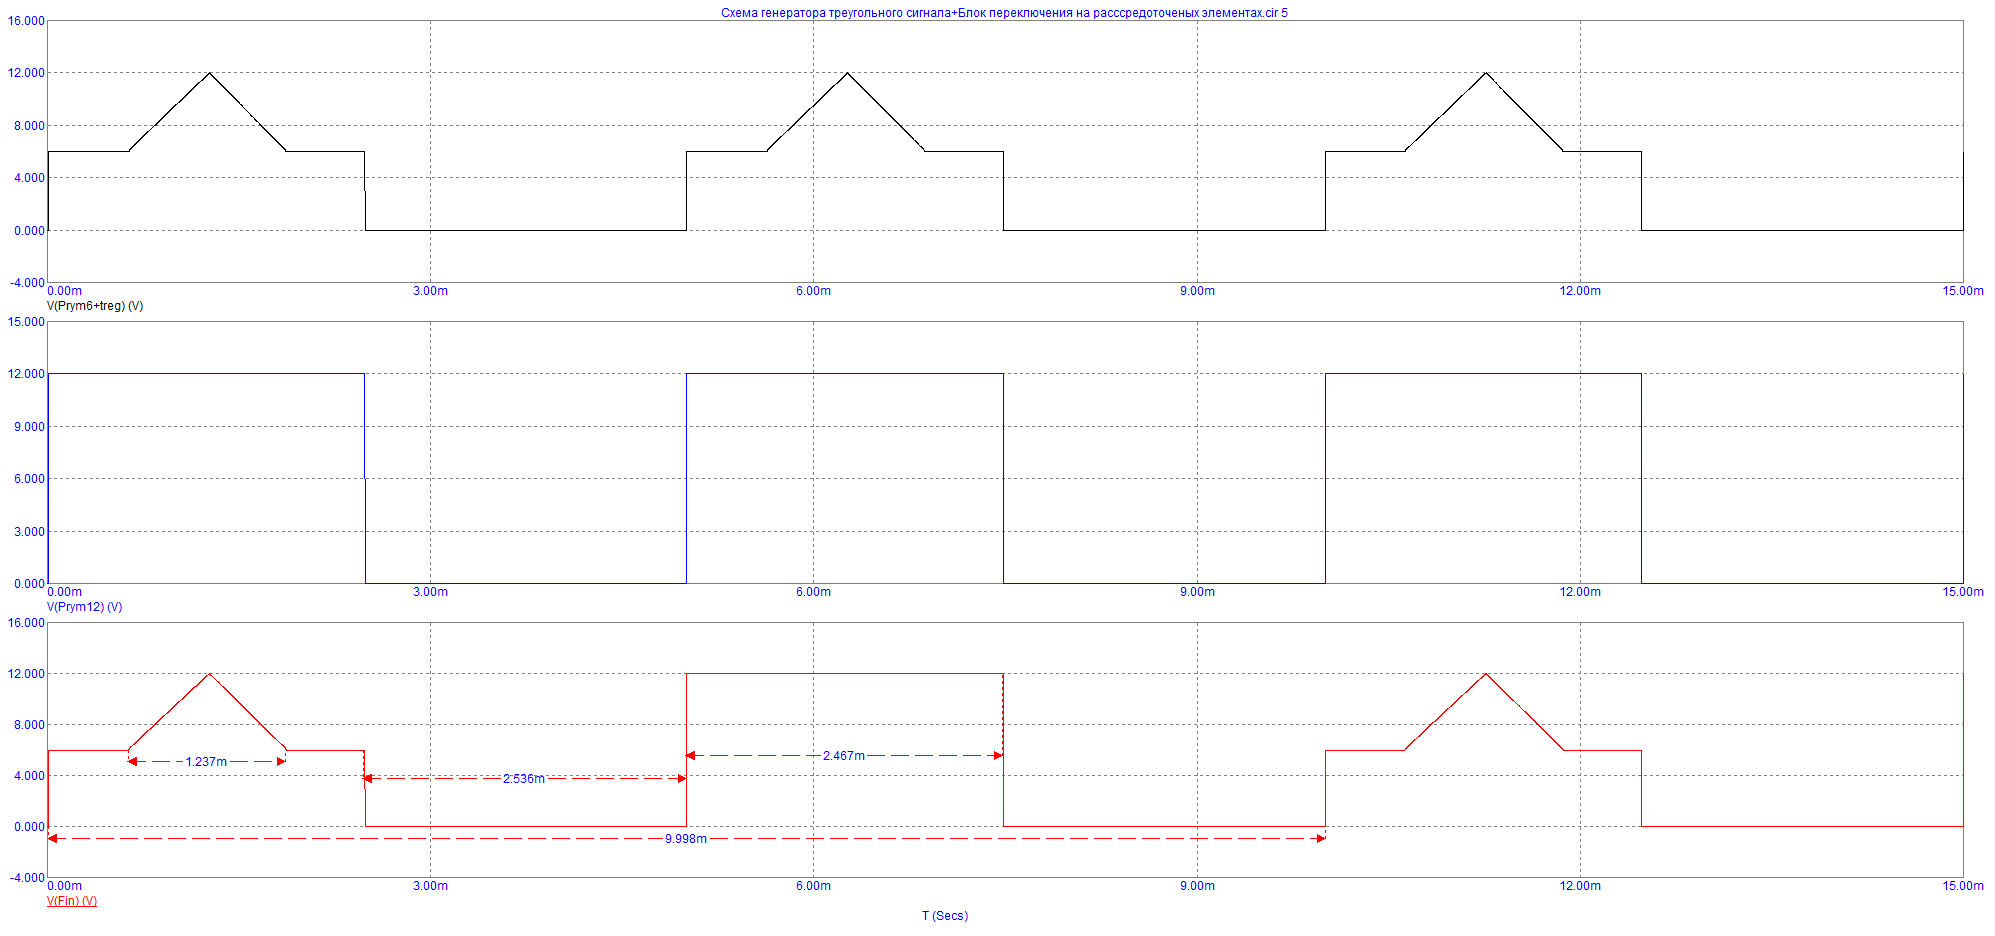 Схема генератора треугольного сигнала+Блок переключения на расссредоточеных элементах.cir 5
16.000
12.000
8.000
4.000
0.000
-4.000
0.00m 3.00m 6.00m 9.00m 12.00m 15.00m
V(Prym6+treg) (V)
15.000
12.000
9.000
6.000
3.000
0.000
0.00m 3.00m 6.00m 9.00m 12.00m 15.00m
V(Prym12) (V)
16.000
12.000
8.000
2.467m
1.237m
4.000
2.536m
0.000
9.998m
-4.000
0.00m 3.00m 6.00m 9.00m 12.00m 15.00m
V(Fin) (V)
T (Secs)